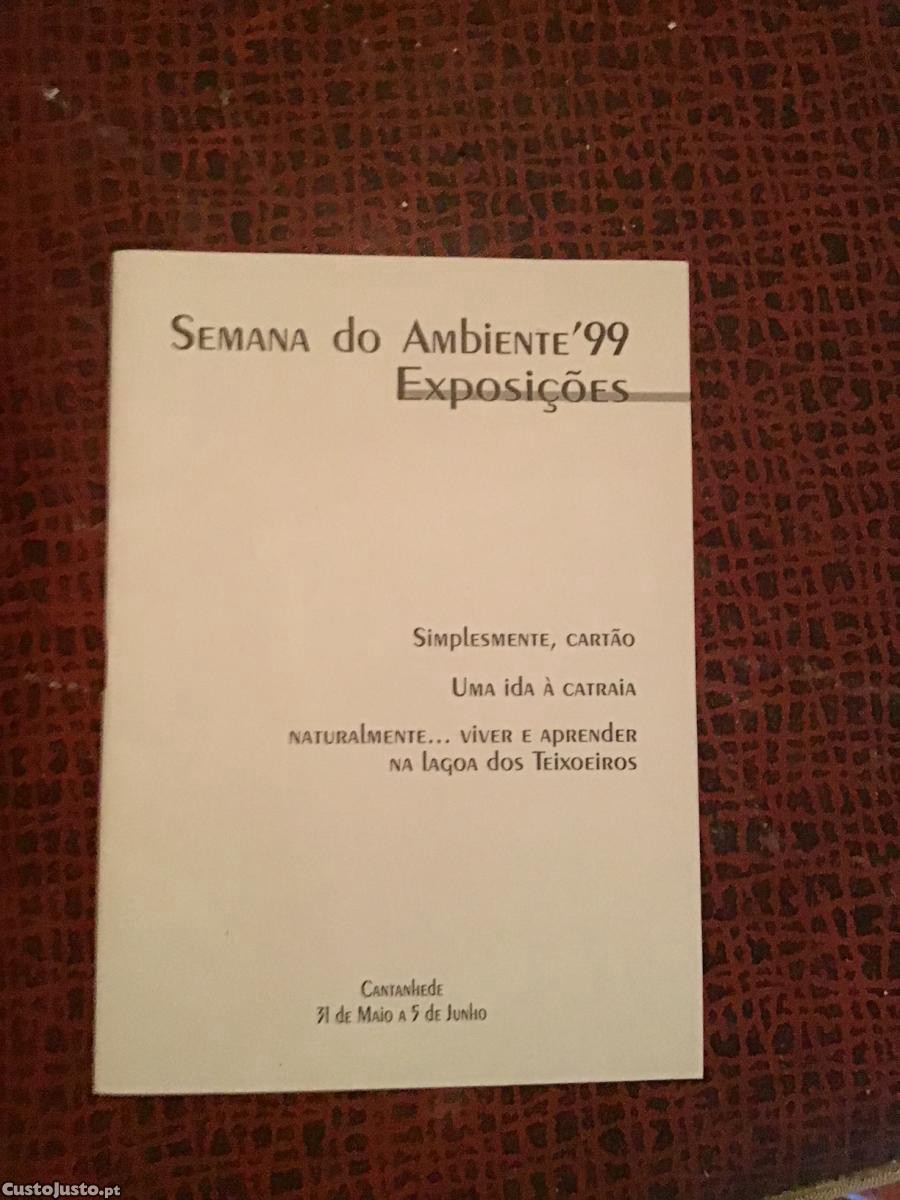 Semana do Ambiente'99
Exposições
Simplesmente, cartão
Uma ida à catraia
naturalmente... viver e aprender
na lagoa dos Teixoeiros
Cantanhede
31 de Maio a 5 de Junho
CustoJusto.pt